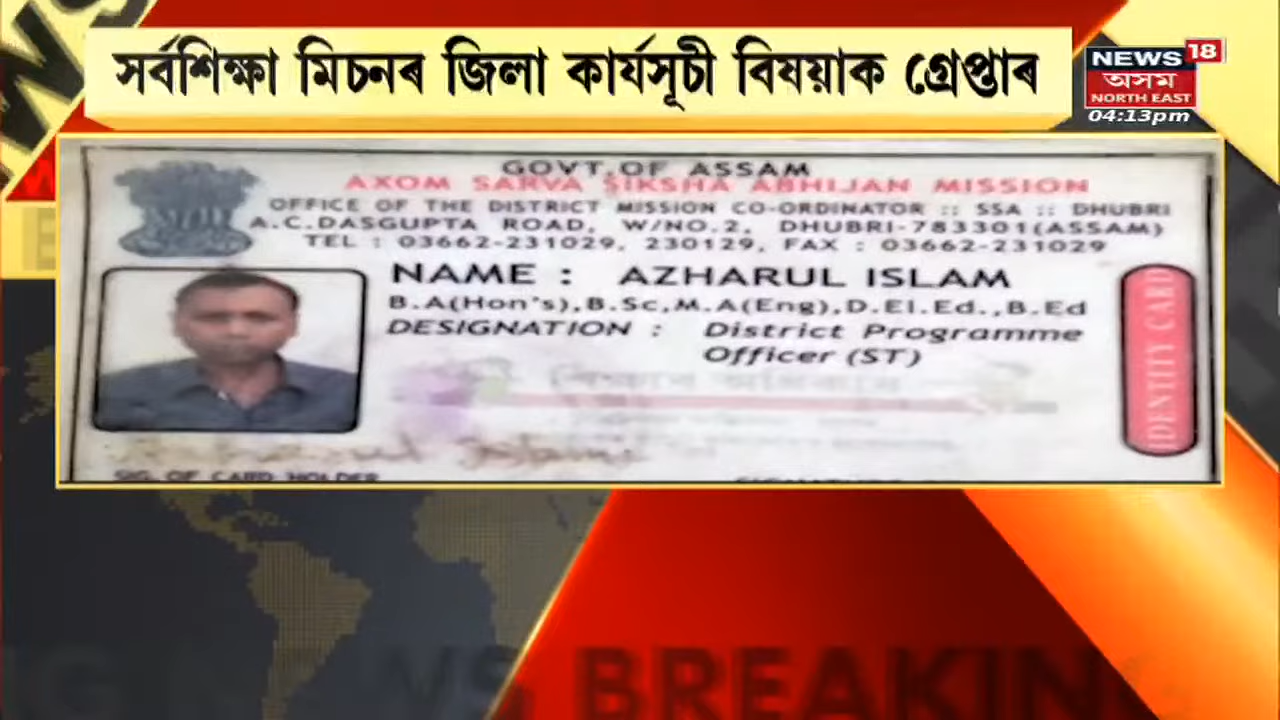 সৰ্বশিক্ষা মিচনৰ জিলা কাৰ্যসূচী বিষয়াক গ্ৰেপ্তাৰ
NEWS 18
অসম
NORTH EAST
04:13pm
GOVT.OF ASSAM
AXOM SARVA SIKSHA ABHIJAN MISSION
OFFICE OF THE DISTRICT MISSION CO-ORDINATOR :: SSA :: DHUBRI
A.C.DASGUPTA ROAD, W/NO.2, DHUBRI-783301(ASSAM)
TEL : 03662-231029, 230129, FAX : 03662-231029
NAME : AZHARUL ISLAM
B.A(Hon's),B.Sc,M.A(Eng),D.El.Ed.,B.Ed
DESIGNATION : District Programme
Officer (ST)
IDENTITY CARD
SIG. OF CARD HOLDER
NEWS BREAKING